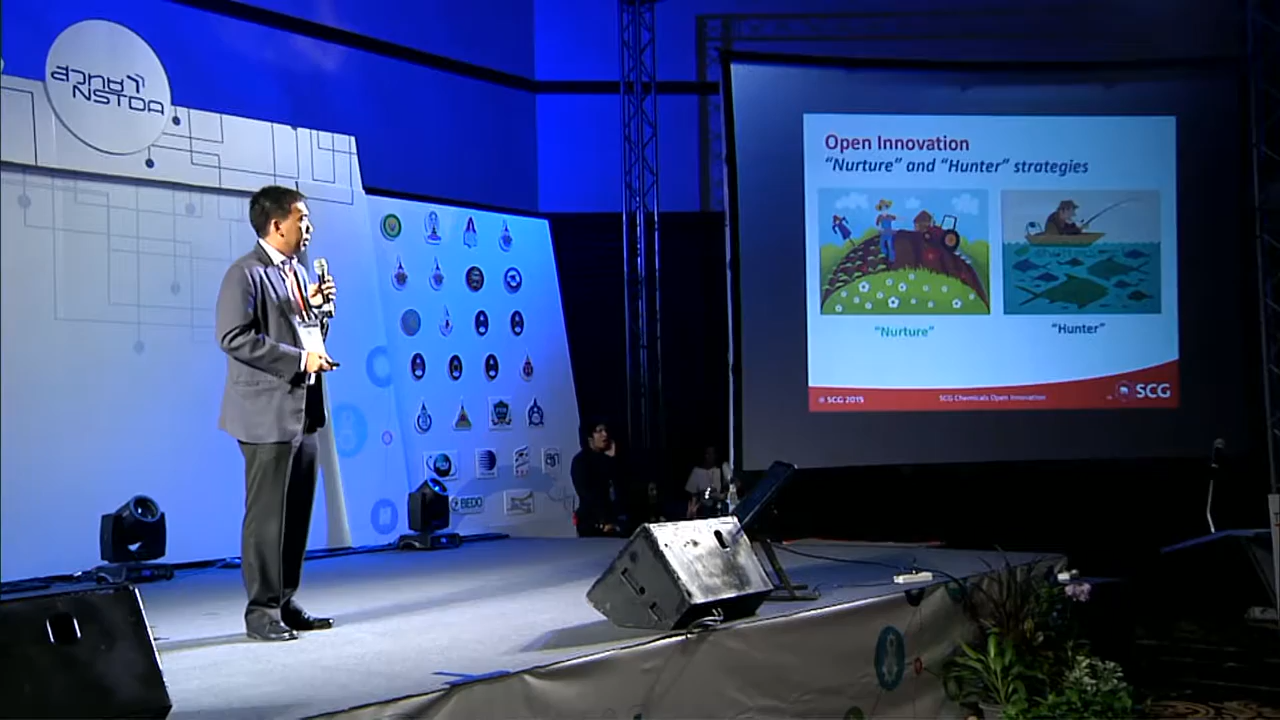 สวทช
NSTDA
Open Innovation
“Nurture” and “Hunter” strategies
“Nurture”
“Hunter”
© SCG 2015
SCG Chemicals Open Innovation
SCG
BEDO